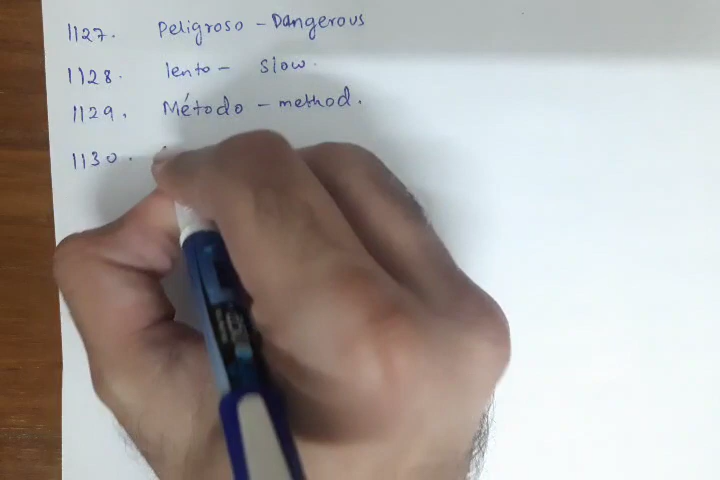 1127. Peligroso - Dangerous
1128. lento - slow.
1129. Método - method.
1130.